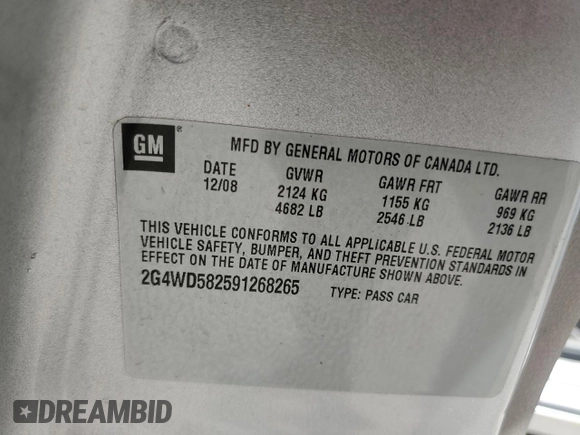 GM ®
MFD BY GENERAL MOTORS OF CANADA LTD.
DATE GVWR GAWR FRT GAWR RR
12/08 2124 KG 1155 KG 969 KG
4682 LB 2546 LB 2136 LB
THIS VEHICLE CONFORMS TO ALL APPLICABLE U.S. FEDERAL MOTOR
VEHICLE SAFETY, BUMPER, AND THEFT PREVENTION STANDARDS IN
EFFECT ON THE DATE OF MANUFACTURE SHOWN ABOVE.
2G4WD582591268265 TYPE: PASS CAR
DREAMBID